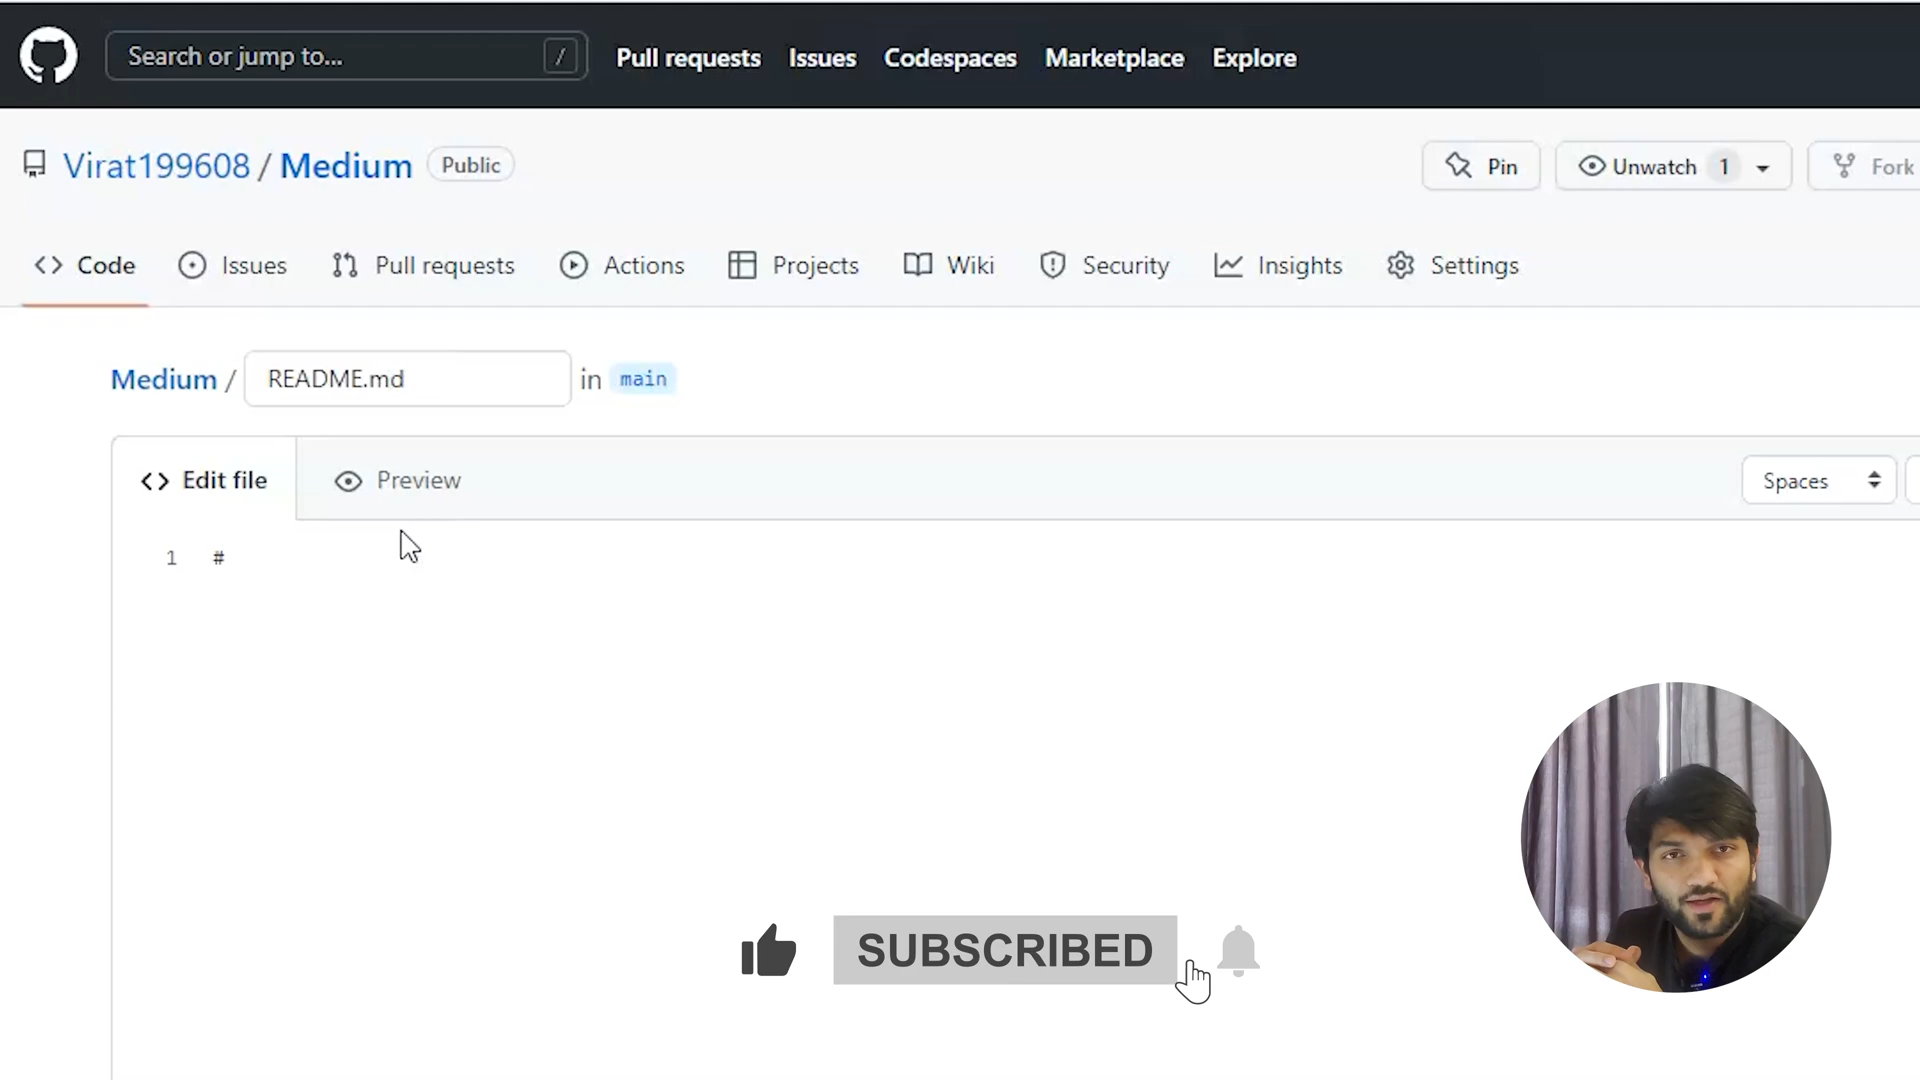 Search or jump to... /
Pull requests Issues Codespaces Marketplace Explore
Virat199608 / Medium Public
Pin Unwatch 1 Fork
Code Issues Pull requests Actions Projects Wiki Security Insights Settings
Medium / README.md in main
Edit file Preview Spaces
1 #
SUBSCRIBED